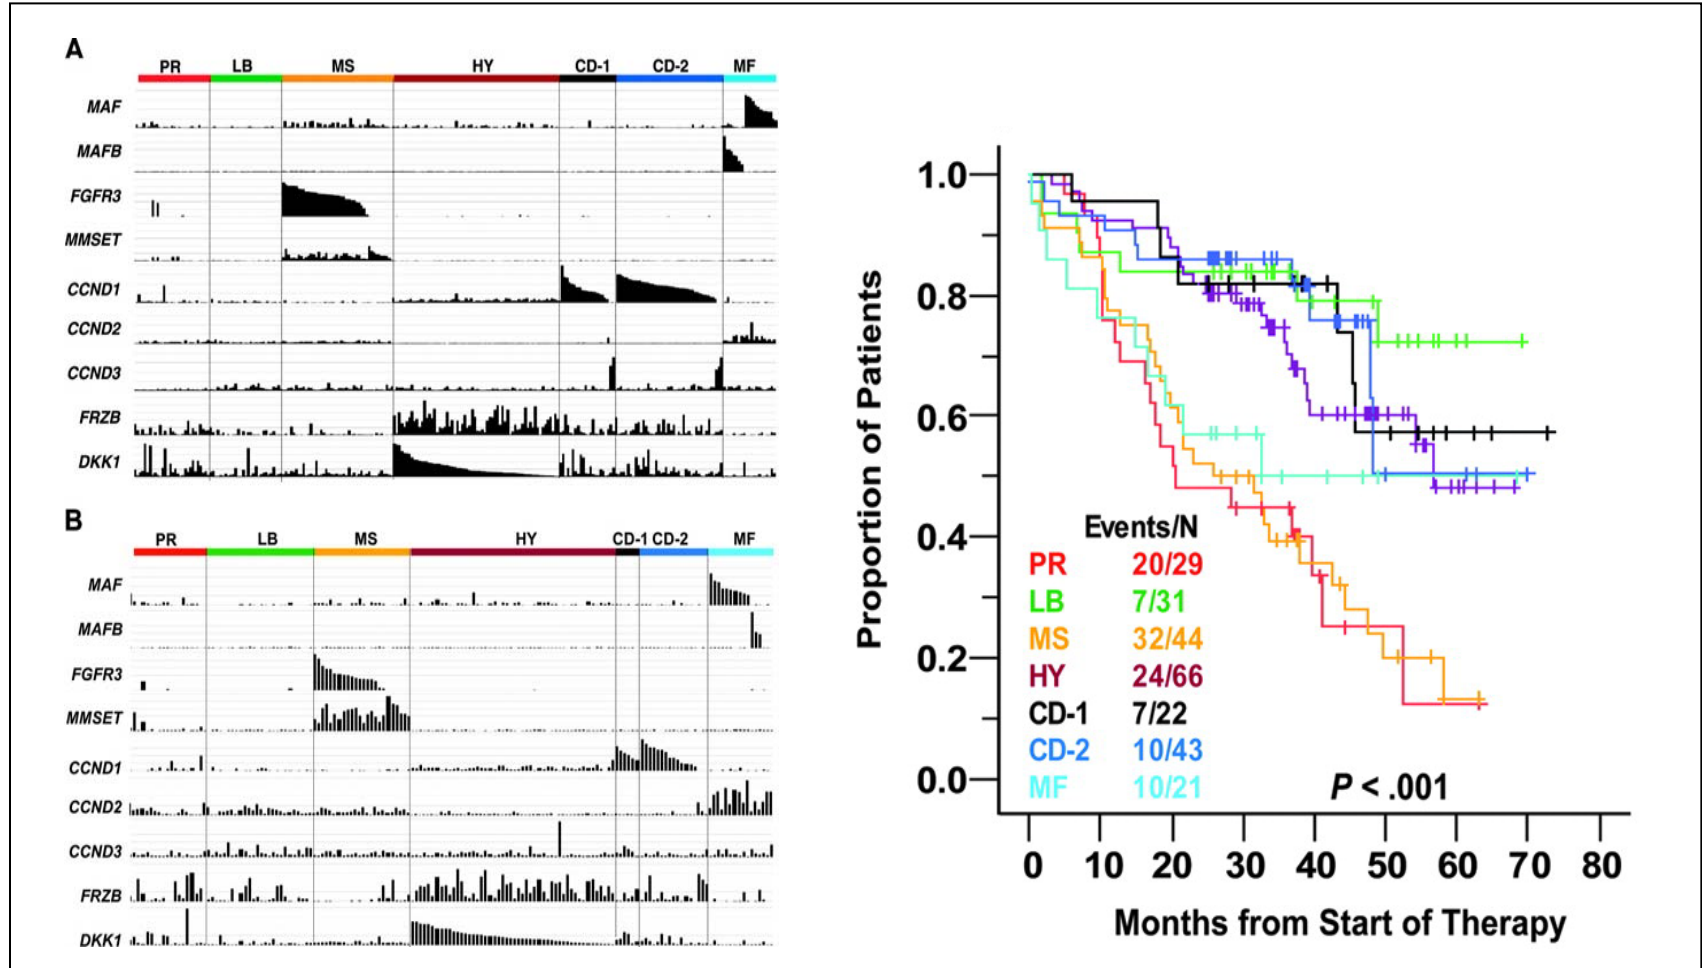 A
PR LB MS HY CD-1 CD-2 MF
MAF
MAFB
FGFR3
MMSET
CCND1
CCND2
CCND3
FRZB
DKK1
B
PR LB MS HY CD-1 CD-2 MF
MAF
MAFB
FGFR3
MMSET
CCND1
CCND2
CCND3
FRZB
DKK1
Proportion of Patients
1.0
0.8
0.6
0.4
0.2
0.0
Events/N
PR 20/29
LB 7/31
MS 32/44
HY 24/66
CD-1 7/22
CD-2 10/43
MF 10/21
P < .001
0 10 20 30 40 50 60 70 80
Months from Start of Therapy